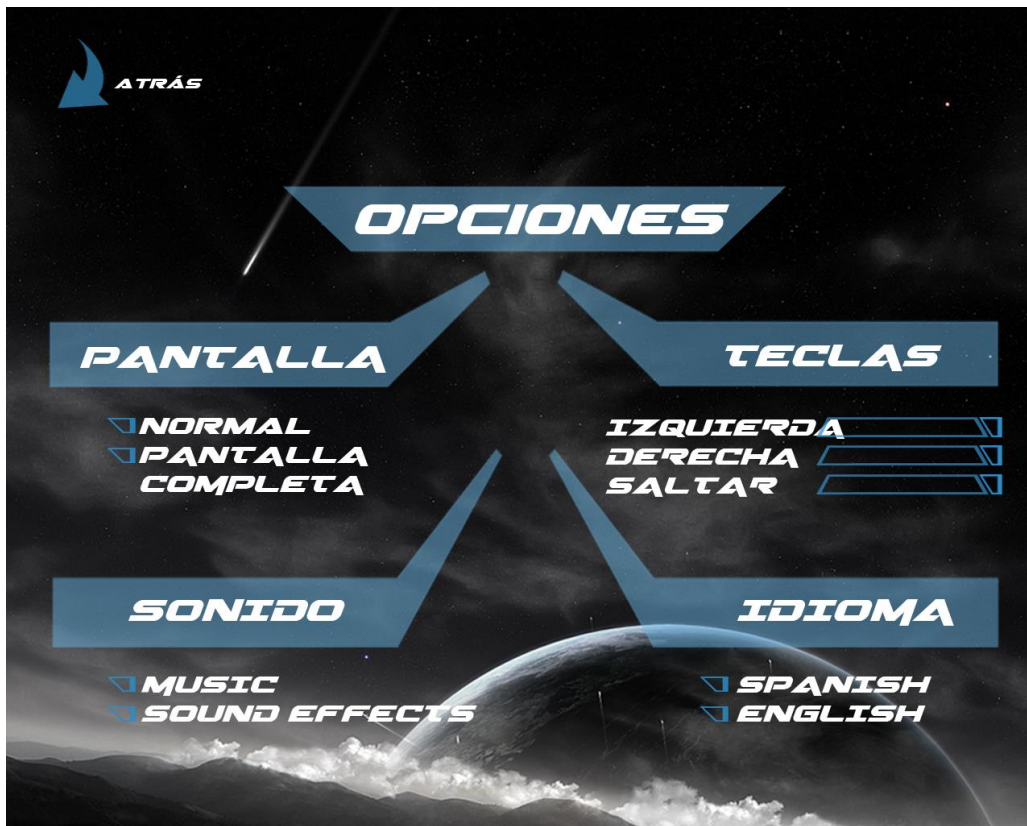 ATRÁS
OPCIONES
PANTALLA
NORMAL
PANTALLA
COMPLETA
TECLAS
IZQUIERDA
DERECHA
SALTAR
SONIDO
MUSIC
SOUND EFFECTS
IDIOMA
SPANISH
ENGLISH